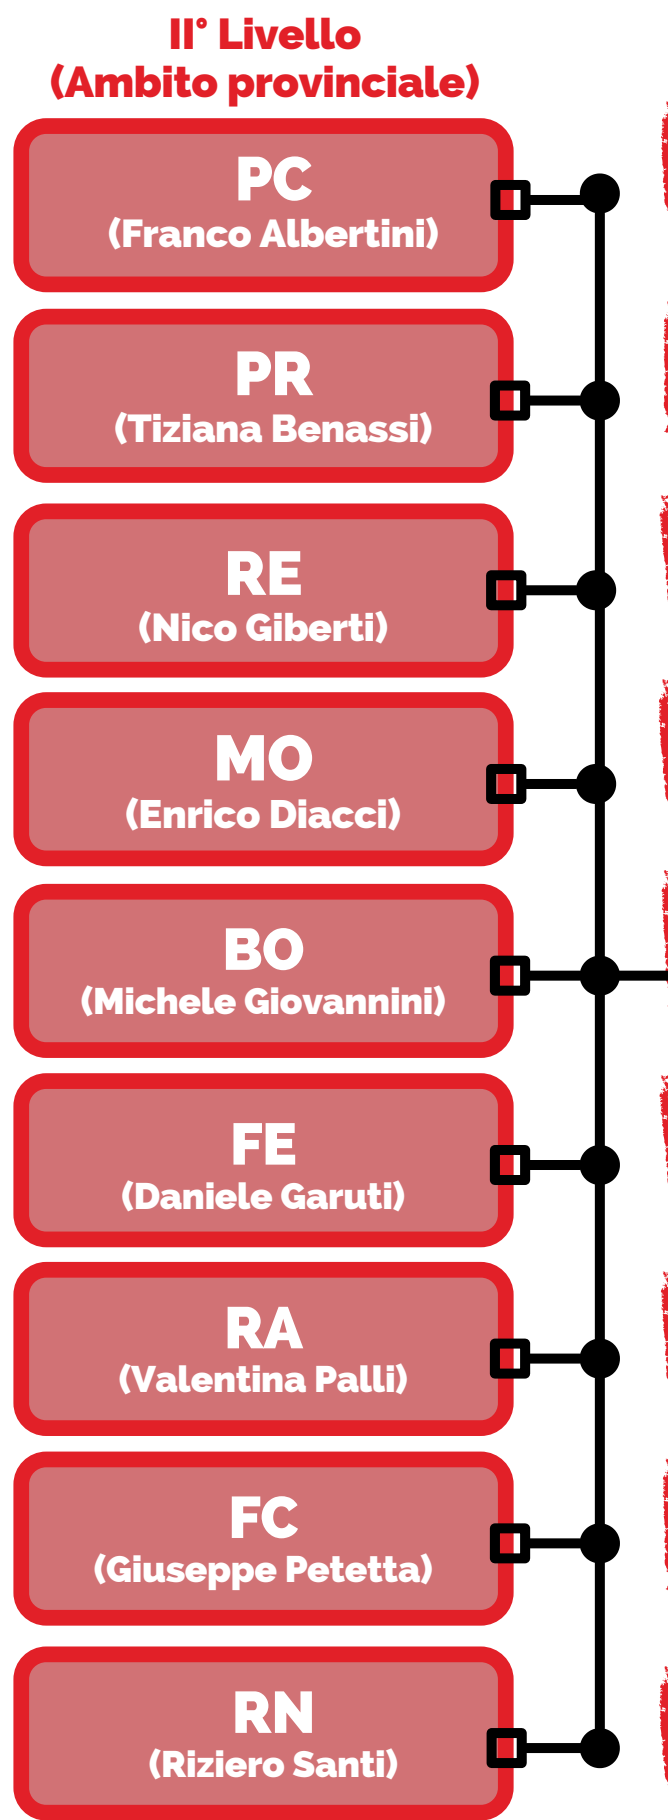 II° Livello
(Ambito provinciale)
PC
(Franco Albertini)
PR
(Tiziana Benassi)
RE
(Nico Giberti)
MO
(Enrico Diacci)
BO
(Michele Giovannini)
FE
(Daniele Garuti)
RA
(Valentina Palli)
FC
(Giuseppe Petetta)
RN
(Riziero Santi)